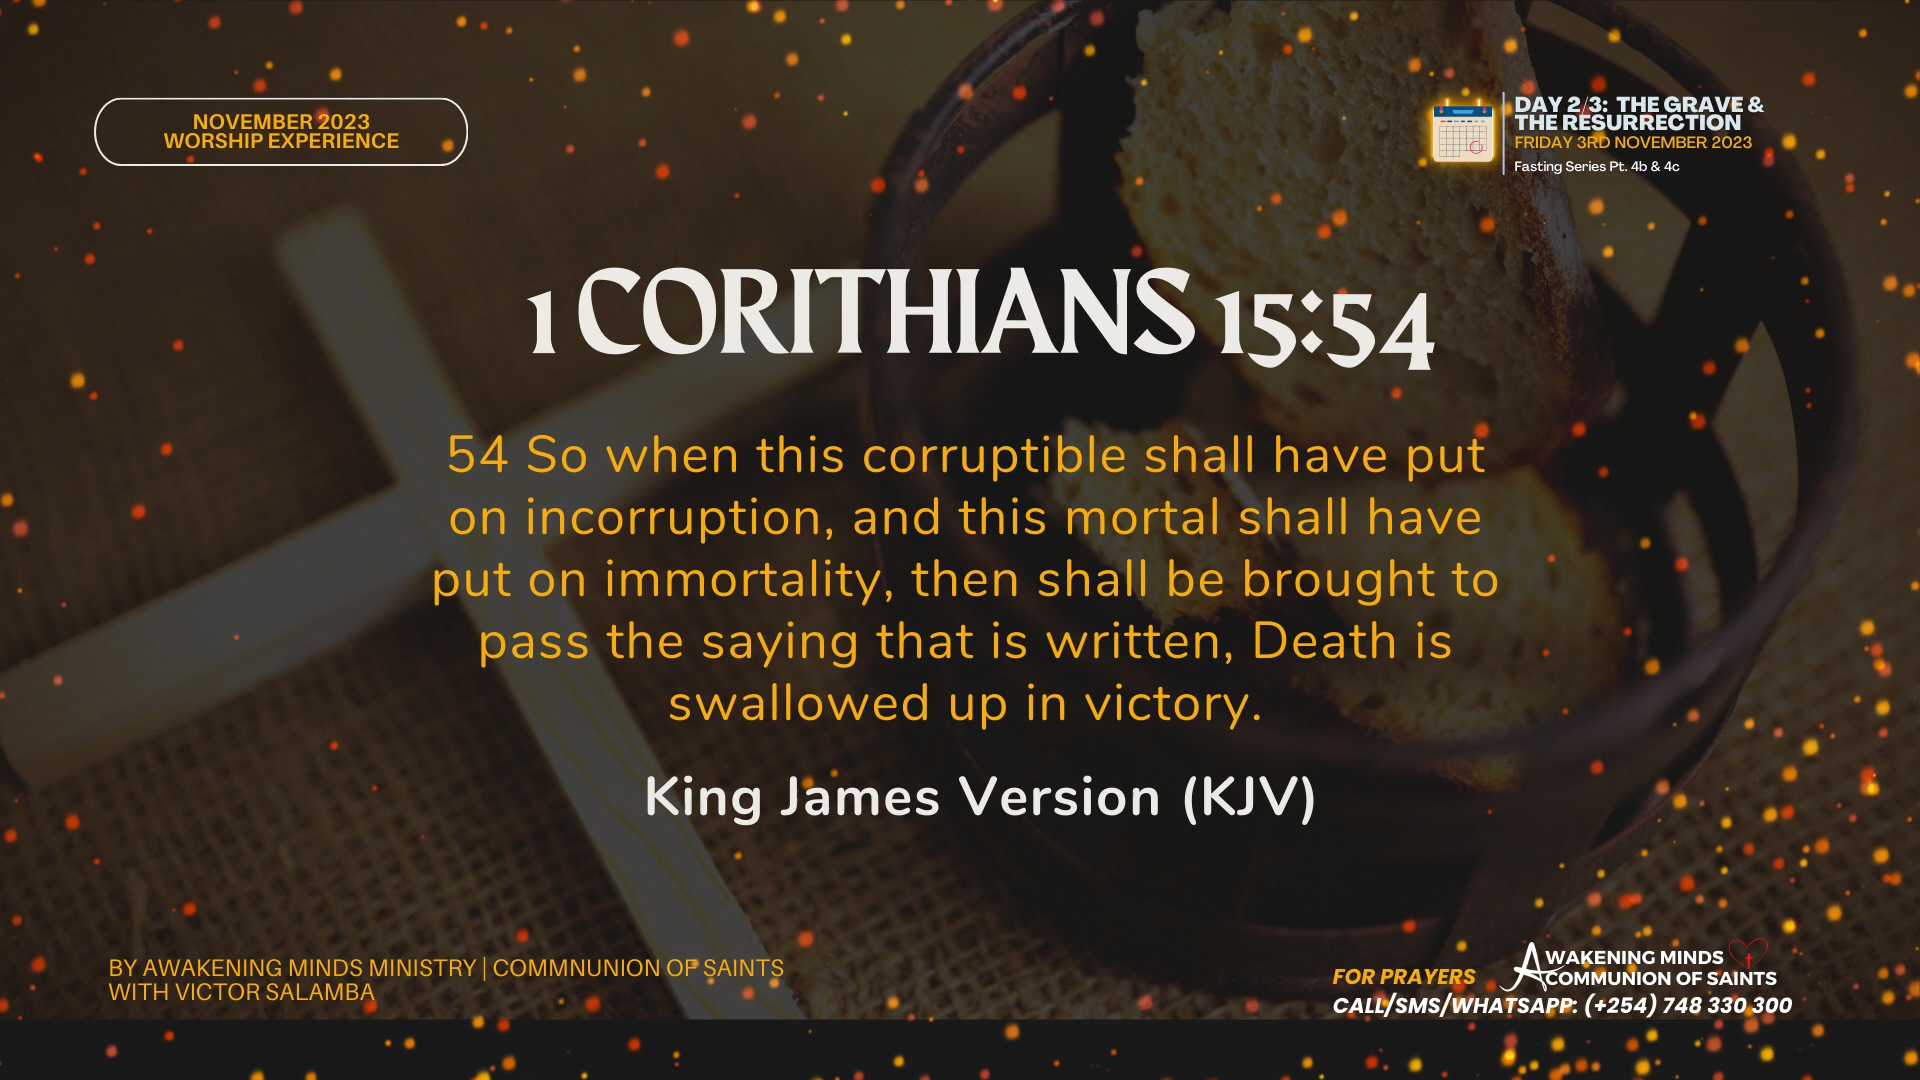 NOVEMBER 2023
WORSHIP EXPERIENCE
DAY 2/3: THE GRAVE &
THE RESURRECTION
FRIDAY 3RD NOVEMBER 2023
Fasting Series Pt. 4b & 4c
1 CORITHIANS 15:54
54 So when this corruptible shall have put
on incorruption, and this mortal shall have
put on immortality, then shall be brought to
pass the saying that is written, Death is
swallowed up in victory.
King James Version (KJV)
BY AWAKENING MINDS MINISTRY | COMMNUNION OF SAINTS
WITH VICTOR SALAMBA
FOR PRAYERS
AWAKENING MINDS
COMMUNION OF SAINTS
CALL/SMS/WHATSAPP: (+254) 748 330 300